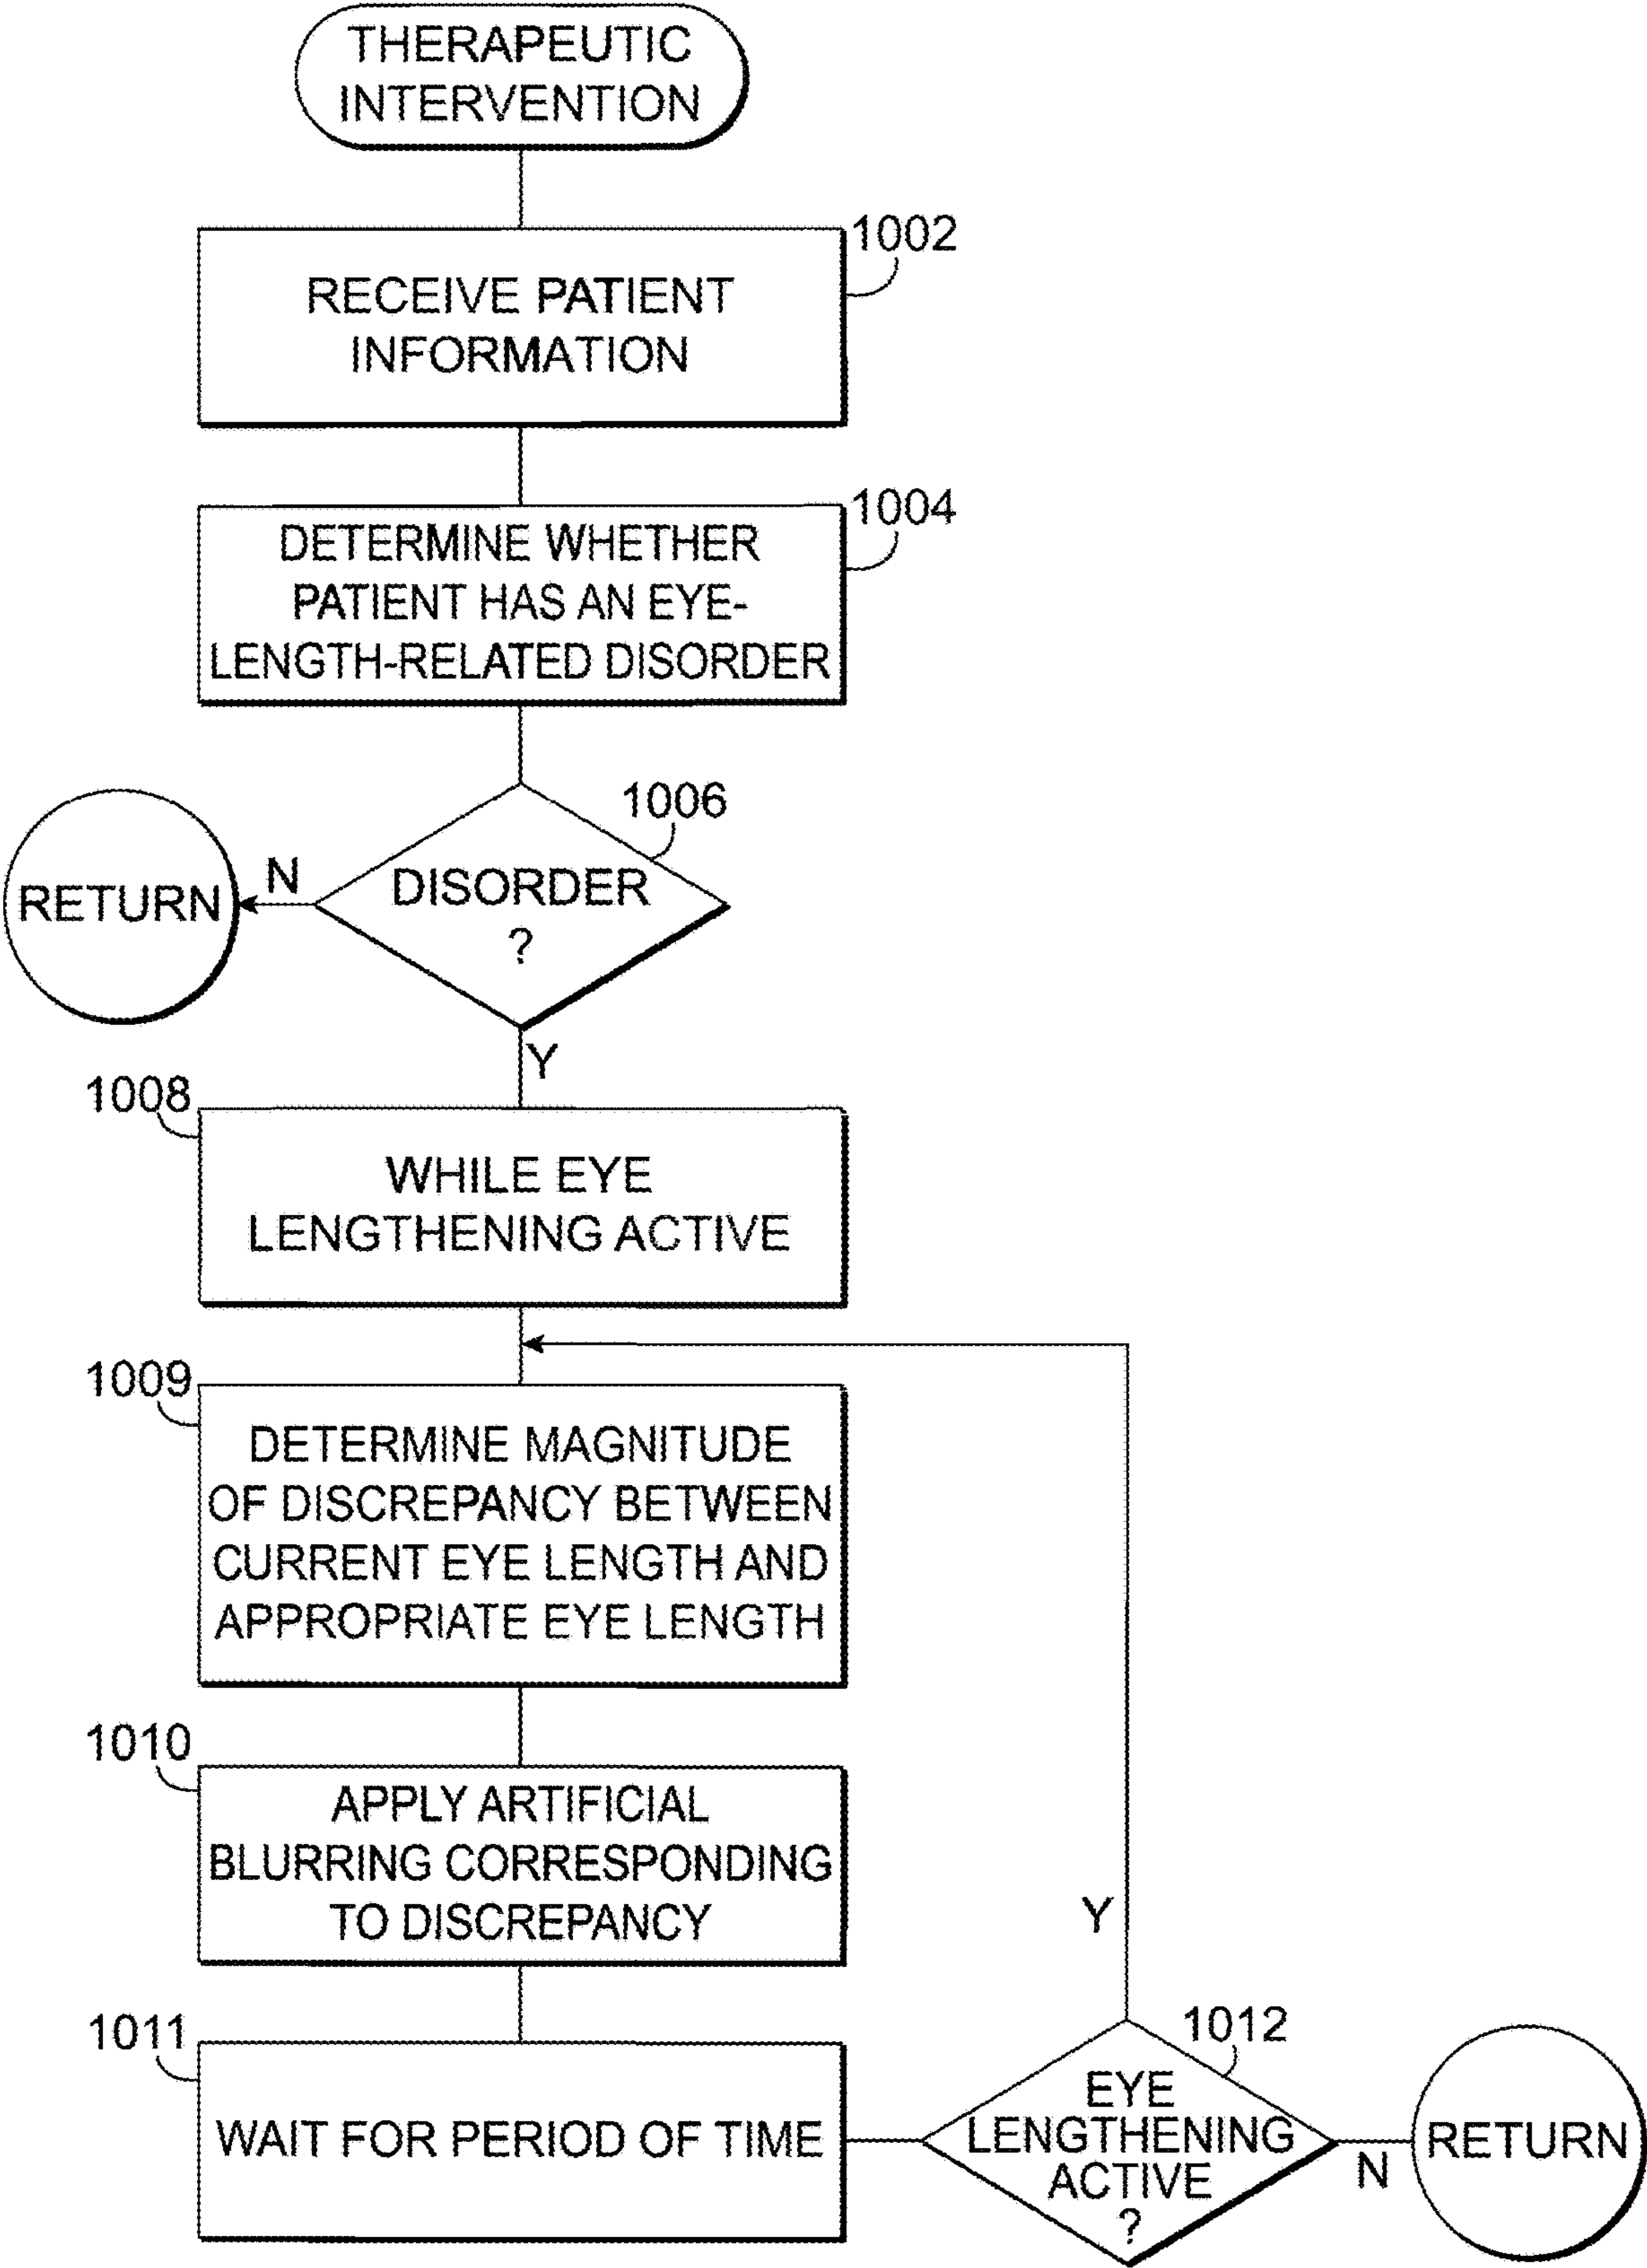 THERAPEUTIC
INTERVENTION
1002
RECEIVE PATIENT
INFORMATION
1004
DETERMINE WHETHER
PATIENT HAS AN EYE-
LENGTH-RELATED DISORDER
1006
DISORDER
?
N
RETURN
Y
1008
WHILE EYE
LENGTHENING ACTIVE
1009
DETERMINE MAGNITUDE
OF DISCREPANCY BETWEEN
CURRENT EYE LENGTH AND
APPROPRIATE EYE LENGTH
1010
APPLY ARTIFICIAL
BLURRING CORRESPONDING
TO DISCREPANCY
1011
WAIT FOR PERIOD OF TIME
Y
1012
EYE
LENGTHENING
ACTIVE
?
N
RETURN